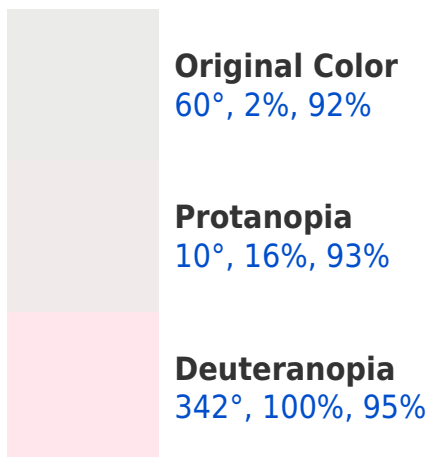 Original Color
60°, 2%, 92%
Protanopia
10°, 16%, 93%
Deuteranopia
342°, 100%, 95%